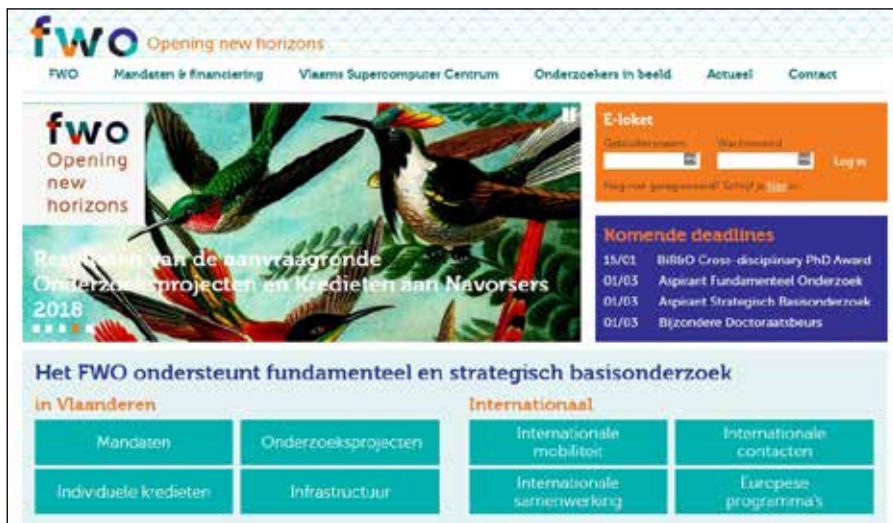 fwo Opening new horizons
FWO Mandaten & financiering Vlaams Supercomputer Centrum Onderzoekers in beeld Actueel Contact
fwo
Opening
new
horizons
Resultaten van de aanvraagronde
Onderzoeksprojecten en Kredieten aan Navorsers
2018
E-loket
Gebruikersnaam Wachtwoord
Log in
Nog niet geregistreerd? Schrijf je hier in
Komende deadlines
15/01 BiR&O Cross-disciplinary PhD Award
01/03 Aspirant Fundamenteel Onderzoek
01/03 Aspirant Strategisch Basisonderzoek
01/03 Bijzondere Doctoraatsbeurs
Het FWO ondersteunt fundamenteel en strategisch basisonderzoek
in Vlaanderen
Mandaten
Onderzoeksprojecten
Individuele kredieten
Infrastructuur
Internationaal
Internationale
mobiliteit
Internationale
contacten
Internationale
samenwerking
Europese
programma's